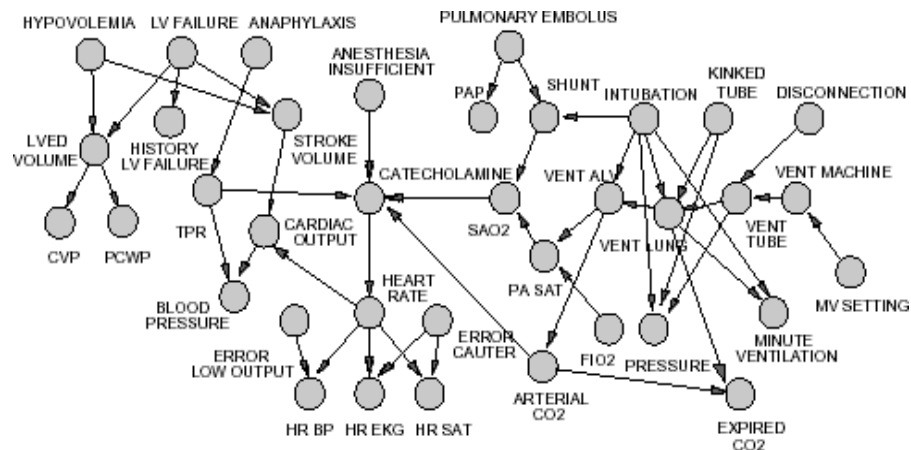 PULMONARY EMBOLUS
HYPOVOLEMIA
LV FAILURE
ANAPHYLAXIS
ANESTHESIA
INSUFFICIENT
PAP
SHUNT
INTUBATION
KINKED
TUBE
DISCONNECTION
LVED
VOLUME
HISTORY
LV FAILURE
STROKE
VOLUME
CATECHOLAMINE
VENT ALV
VENT MACHINE
CVP
PCWP
TPR
CARDIAC
OUTPUT
SAO2
VENT LUNG
VENT
TUBE
PA SAT
BLOOD
PRESSURE
HEART
RATE
MV SETTING
ERROR
LOW OUTPUT
ERROR
CAUTER
FIO2
PRESSURE
MINUTE
VENTILATION
HR BP
HR EKG
HR SAT
ARTERIAL
CO2
EXPIRED
CO2